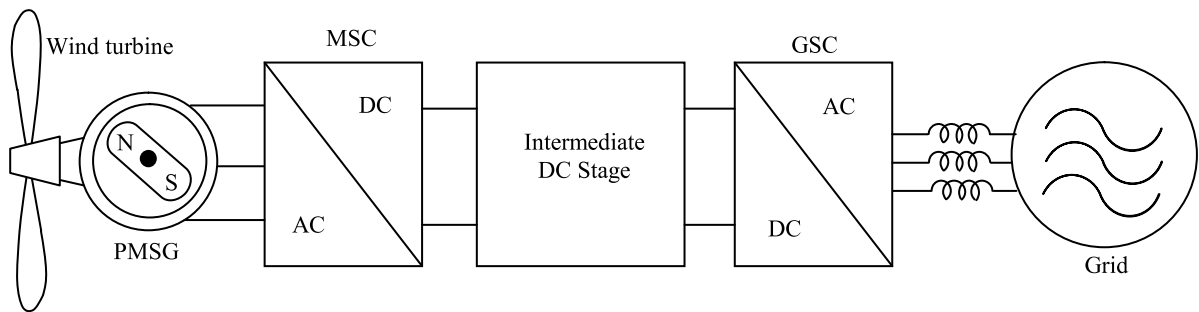 Wind turbine
N
S
PMSG
MSC
DC
AC
Intermediate
DC Stage
GSC
AC
DC
Grid